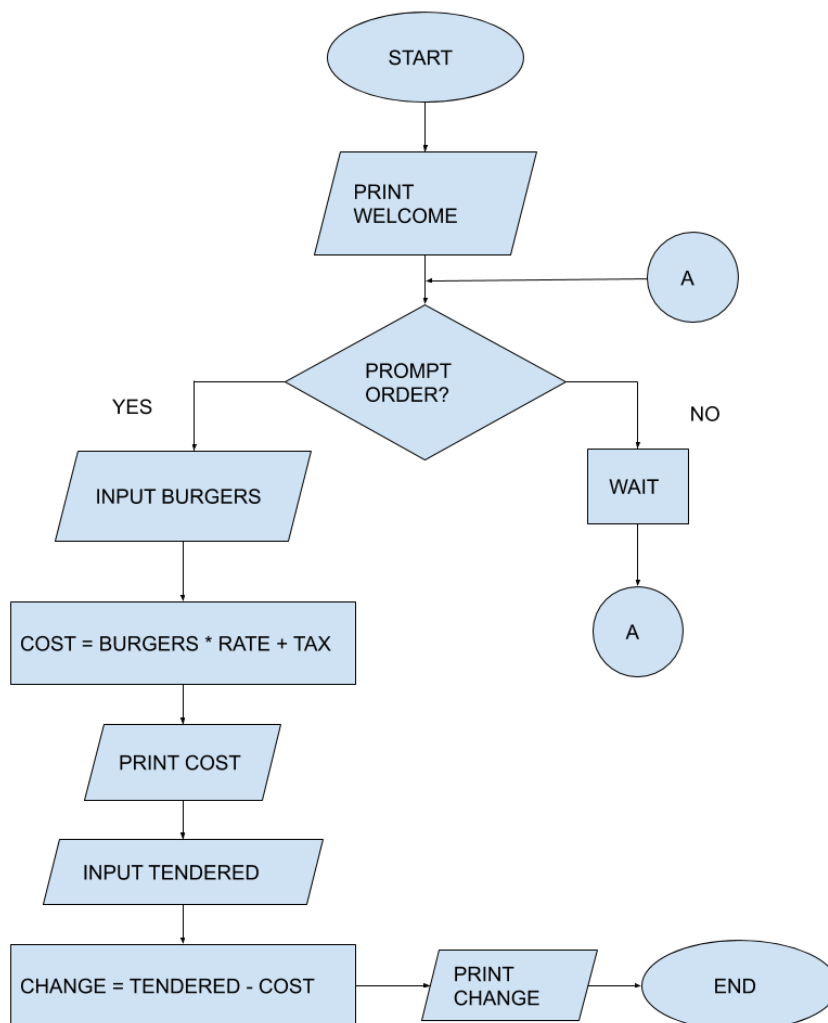 START
PRINT
WELCOME
A
PROMPT
ORDER?
YES
NO
INPUT BURGERS
WAIT
COST = BURGERS * RATE + TAX
A
PRINT COST
INPUT TENDERED
CHANGE = TENDERED - COST
PRINT
CHANGE
END